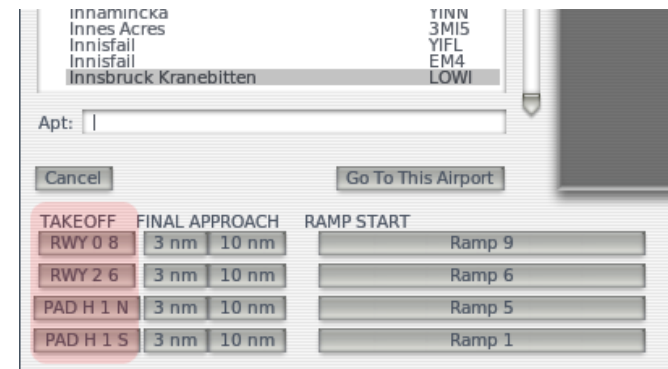 Innamincka YINN
Innes Acres 3MI5
Innisfail YIFL
Innisfail EM4
Innsbruck Kranebitten LOWI
Apt:
Cancel Go To This Airport
TAKEOFF FINAL APPROACH RAMP START
RWY 0 8 3 nm 10 nm Ramp 9
RWY 2 6 3 nm 10 nm Ramp 6
PAD H 1 N 3 nm 10 nm Ramp 5
PAD H 1 S 3 nm 10 nm Ramp 1